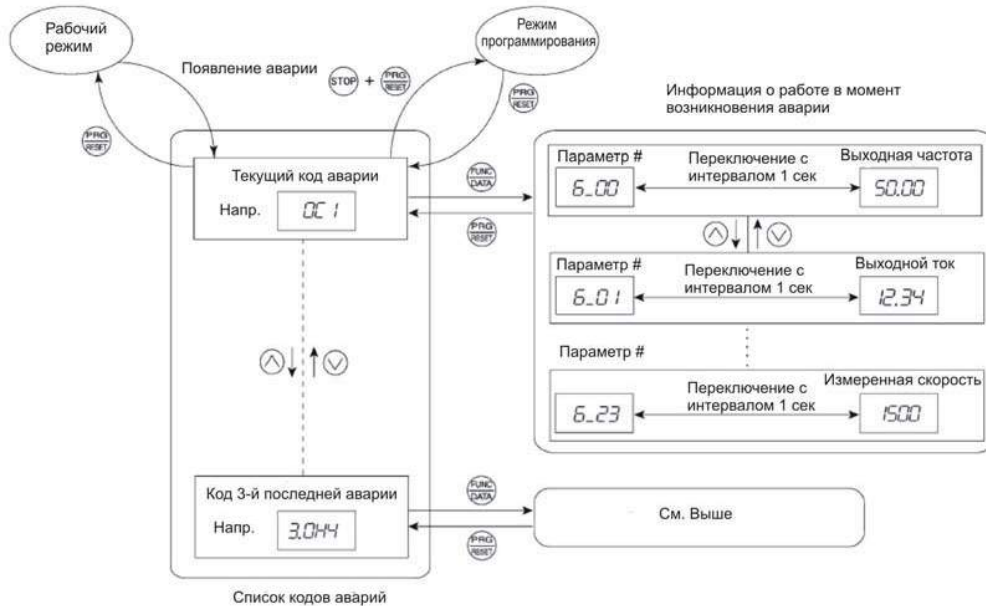 Рабочий
режим
Режим
программирования
Появление аварии
STOP + PRG
RESET
PRG
RESET
PRG
RESET
Информация о работе в момент
возникновения аварии
Текущий код аварии
Напр. OC1
FUNC
DATA
PRG
RESET
Параметр #
Переключение с
интервалом 1 сек
Выходная частота
6_00
50.00
Параметр #
Переключение с
интервалом 1 сек
Выходной ток
6_01
12.34
Параметр #
Переключение с
интервалом 1 сек
Измеренная скорость
6_23
1500
Код 3-й последней аварии
Напр. 3.0H4
FUNC
DATA
PRG
RESET
См. Выше
Список кодов аварий